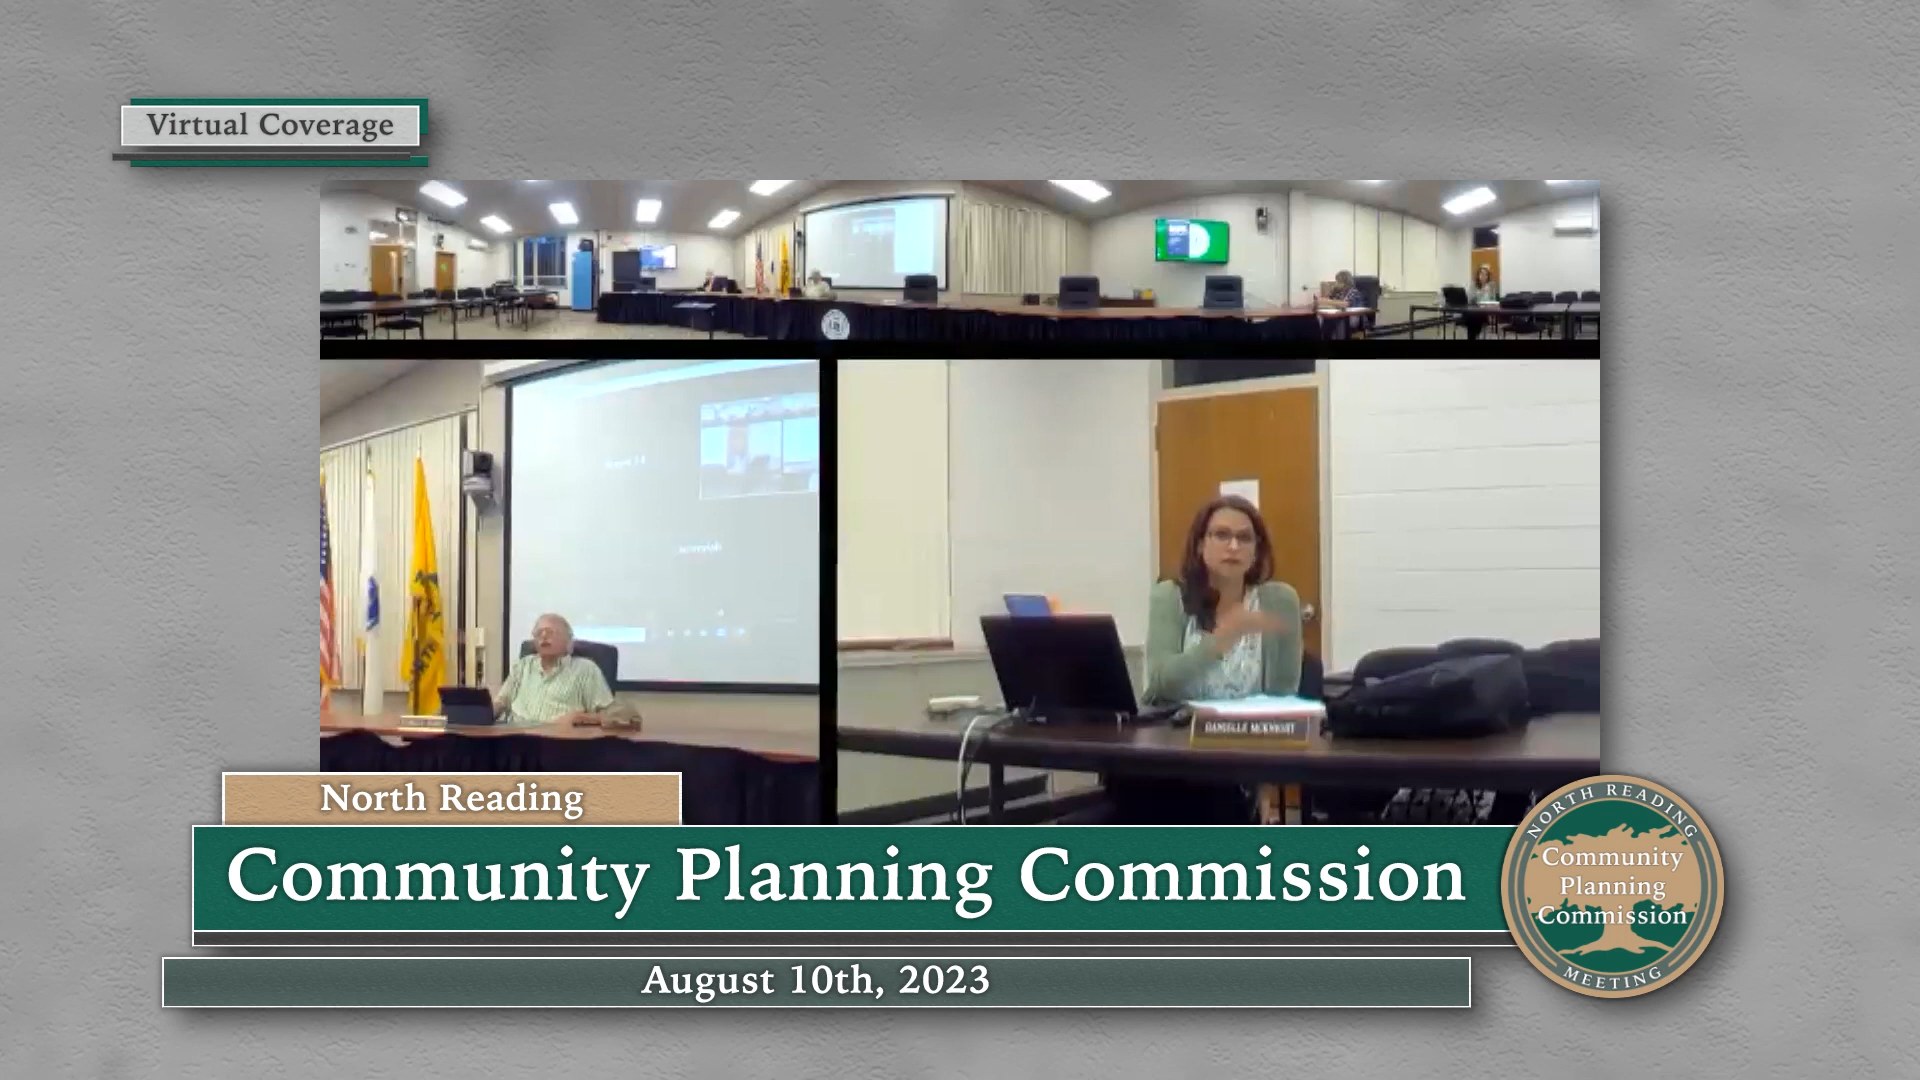 Virtual Coverage
DANIELLE MCKNIGHT
North Reading
Community Planning Commission
August 10th, 2023
NORTH READING
Community
Planning
Commission
MEETING